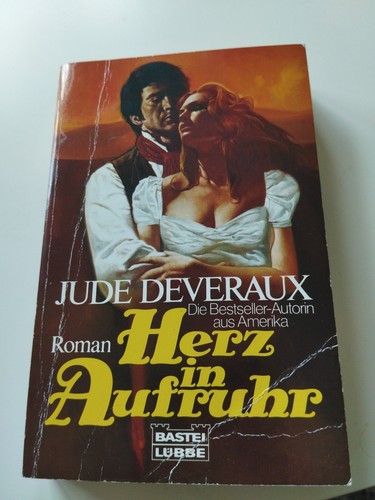 JUDE DEVERAUX
Die Bestseller-Autorin
aus Amerika
Roman Herz
in
Aufruhr
BASTEI
LÜBBE